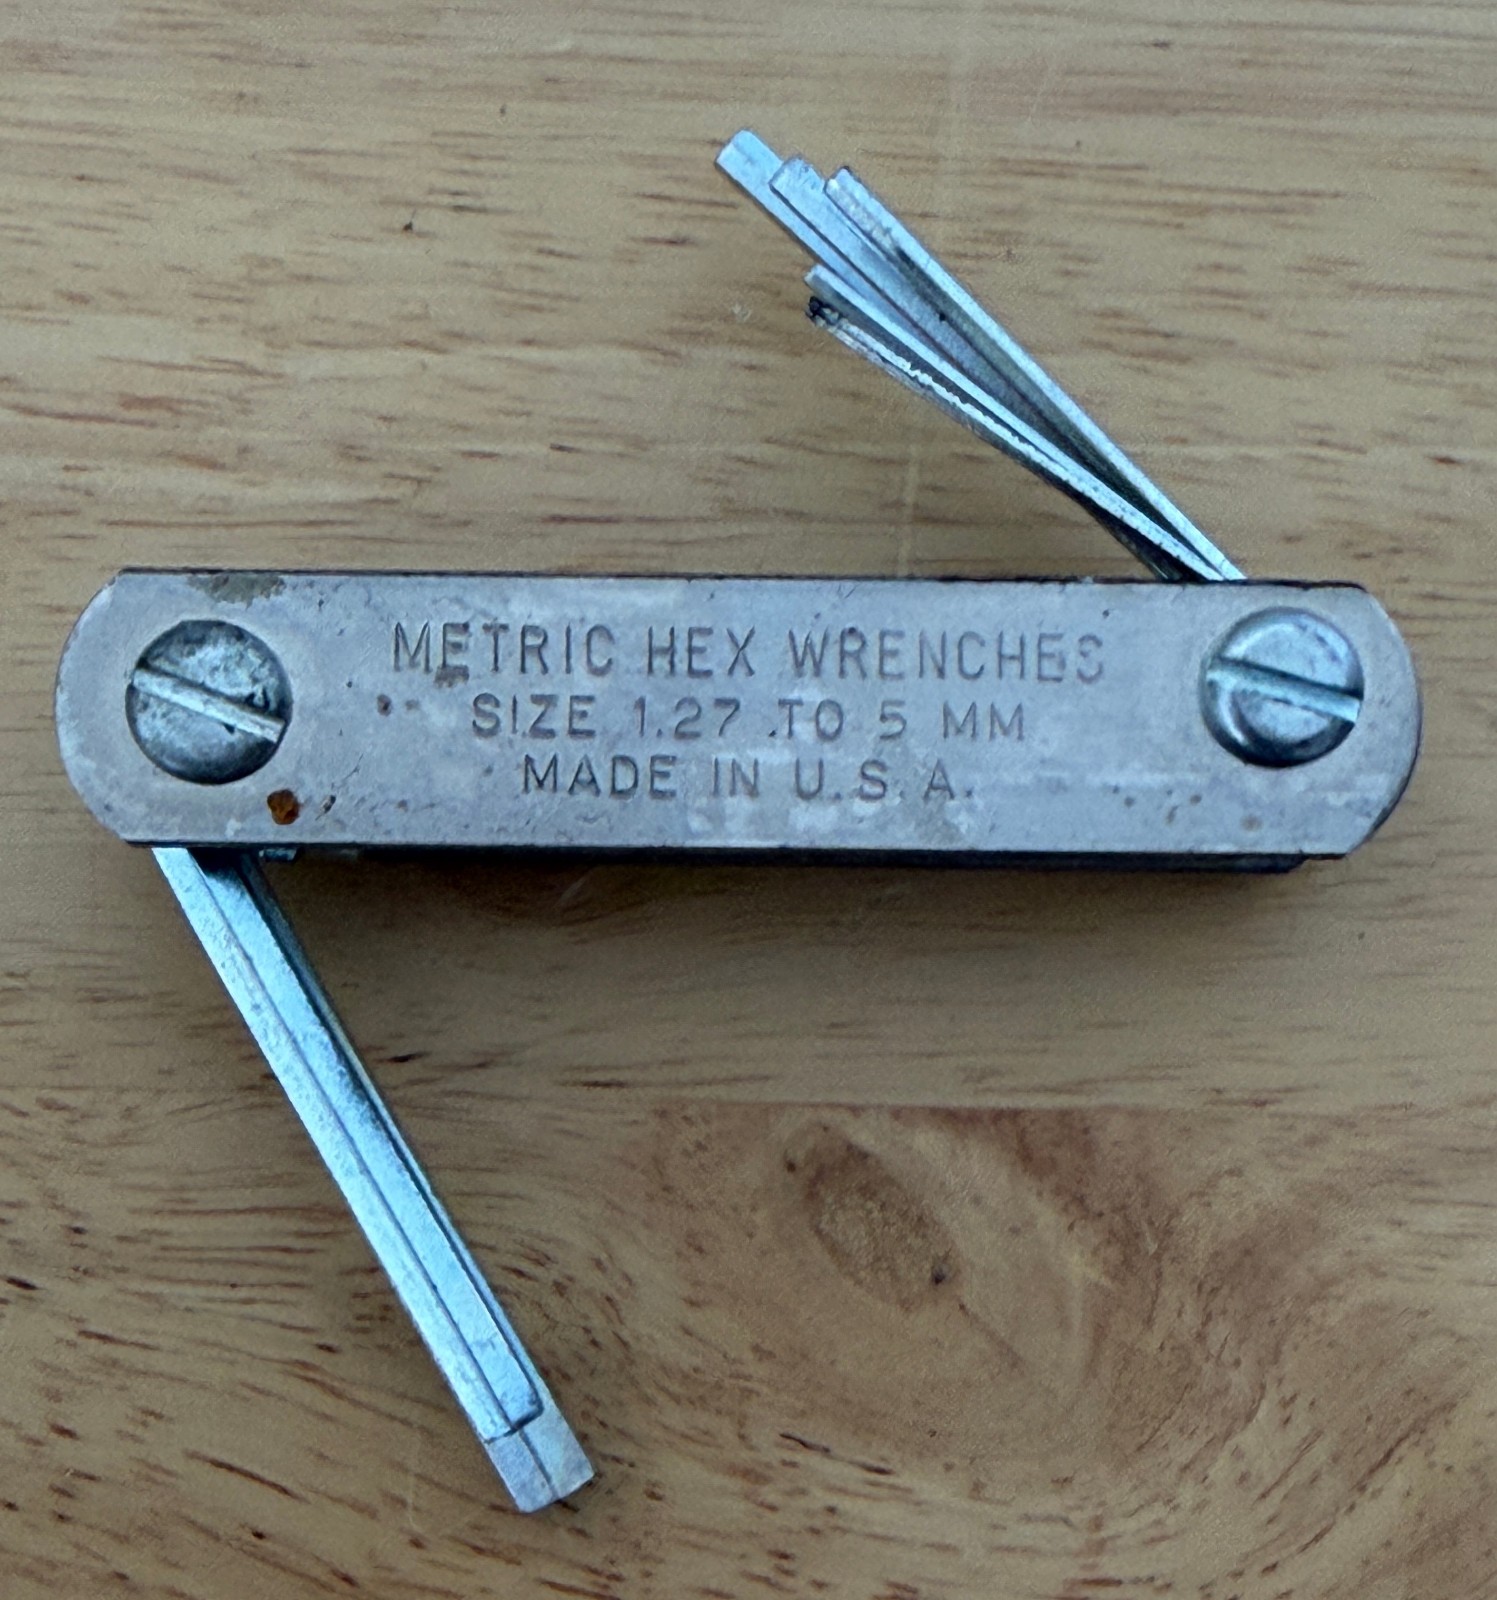 METRIC HEX WRENCHES
SIZE 1.27 TO 5 MM
MADE IN U.S.A.